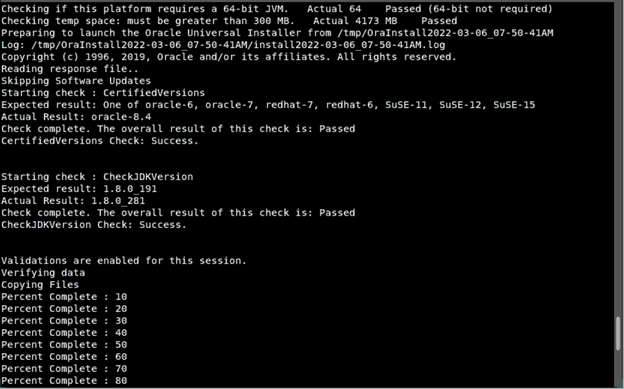 Checking if this platform requires a 64-bit JVM.   Actual 64    Passed (64-bit not required)
Checking temp space: must be greater than 300 MB.   Actual 4173 MB    Passed
Preparing to launch the Oracle Universal Installer from /tmp/OraInstall2022-03-06_07-50-41AM
Log: /tmp/OraInstall2022-03-06_07-50-41AM/install2022-03-06_07-50-41AM.log
Copyright (c) 1996, 2019, Oracle and/or its affiliates. All rights reserved.
Reading response file..
Skipping Software Updates
Starting check : CertifiedVersions
Expected result: One of oracle-6, oracle-7, redhat-7, redhat-6, SuSE-11, SuSE-12, SuSE-15
Actual Result: oracle-8.4
Check complete. The overall result of this check is: Passed
CertifiedVersions Check: Success.
Starting check : CheckJDKVersion
Expected result: 1.8.0_191
Actual Result: 1.8.0_281
Check complete. The overall result of this check is: Passed
CheckJDKVersion Check: Success.
Validations are enabled for this session.
Verifying data
Copying Files
Percent Complete : 10
Percent Complete : 20
Percent Complete : 30
Percent Complete : 40
Percent Complete : 50
Percent Complete : 60
Percent Complete : 70
Percent Complete : 80